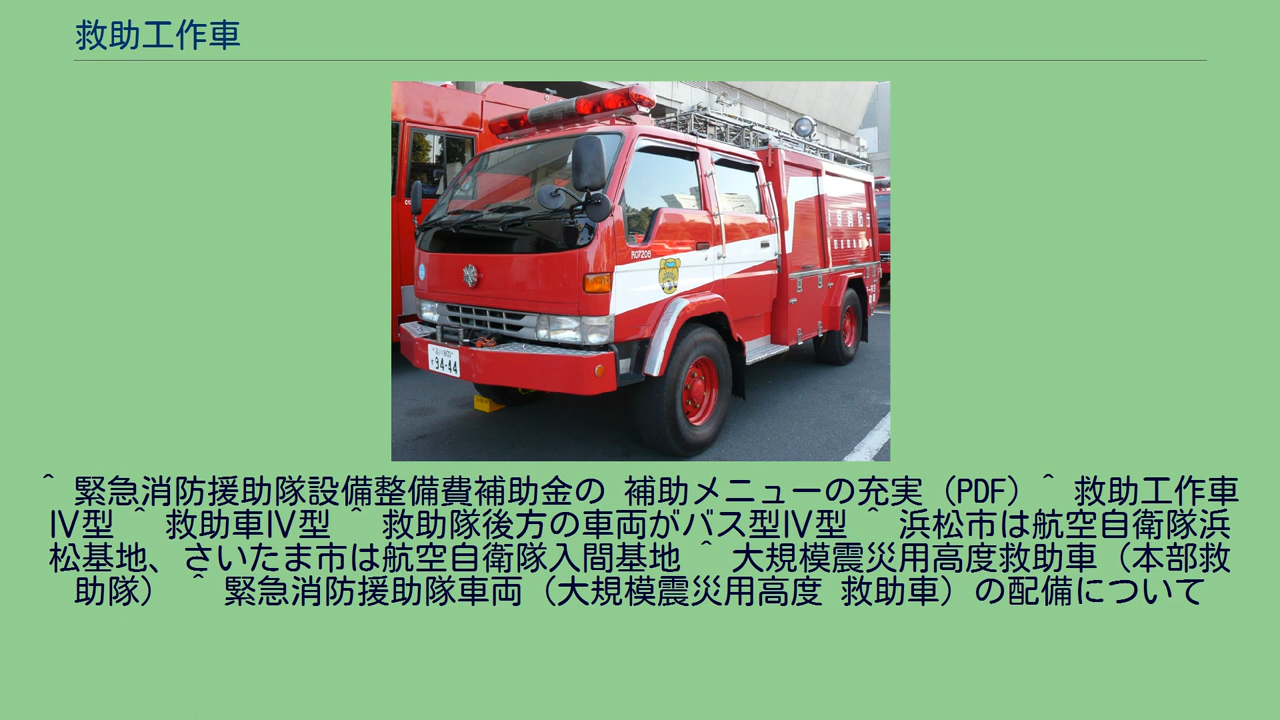 救助工作車
R07206
34-44
^ 緊急消防援助隊設備整備費補助金の 補助メニューの充実（PDF）^ 救助工作車
Ⅳ型 ^ 救助車Ⅳ型 ^ 救助隊後方の車両がバス型Ⅳ型 ^ 浜松市は航空自衛隊浜
松基地、さいたま市は航空自衛隊入間基地 ^ 大規模震災用高度救助車（本部救
助隊） ^ 緊急消防援助隊車両（大規模震災用高度 救助車）の配備について